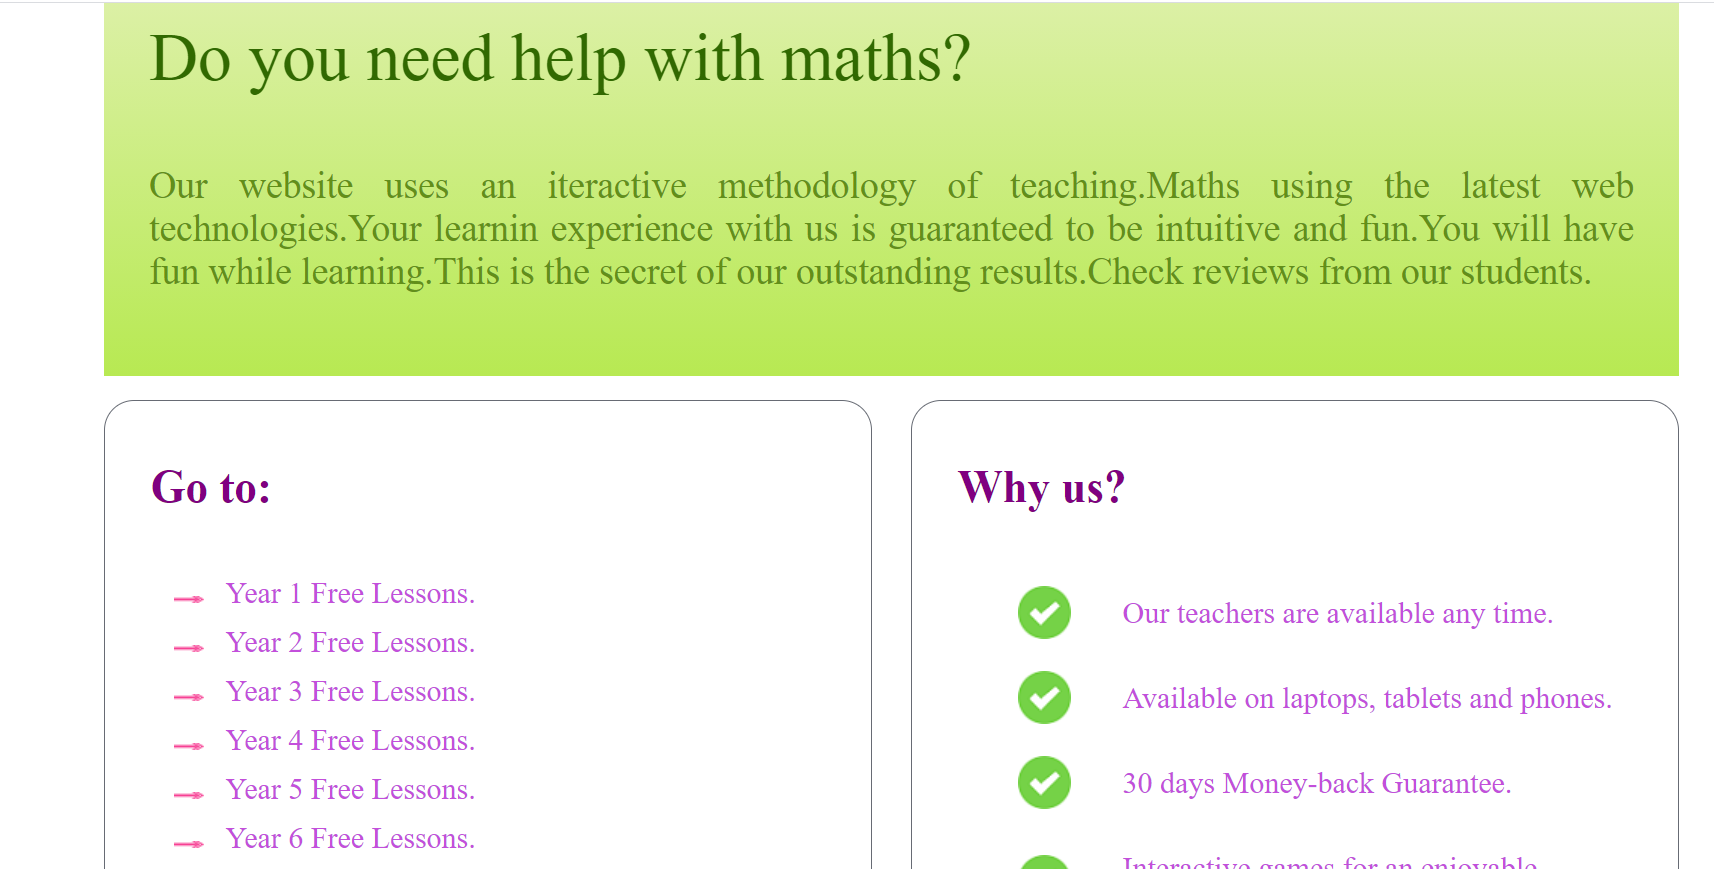 Do you need help with maths?
Our website uses an iteractive methodology of teaching.Maths using the latest web
technologies.Your learnin experience with us is guaranteed to be intuitive and fun.You will have
fun while learning.This is the secret of our outstanding results.Check reviews from our students.
Go to:
Year 1 Free Lessons.
Year 2 Free Lessons.
Year 3 Free Lessons.
Year 4 Free Lessons.
Year 5 Free Lessons.
Year 6 Free Lessons.
Why us?
Our teachers are available any time.
Available on laptops, tablets and phones.
30 days Money-back Guarantee.
Interactive games for an enjoyable